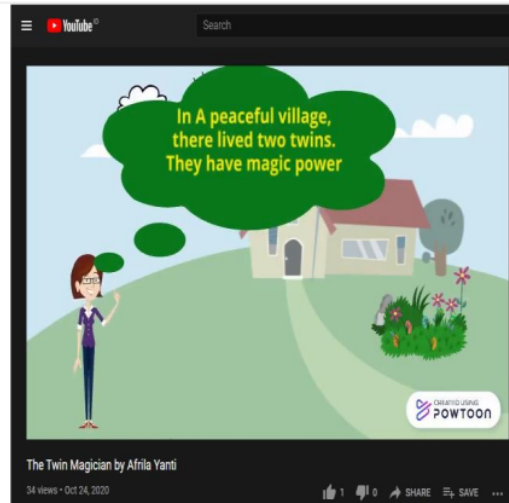 YouTube ID
Search
In A peaceful village,
there lived two twins.
They have magic power
CREATED USING
POWTOON
The Twin Magician by Afrila Yanti
34 views • Oct 24, 2020
1
0
SHARE
SAVE